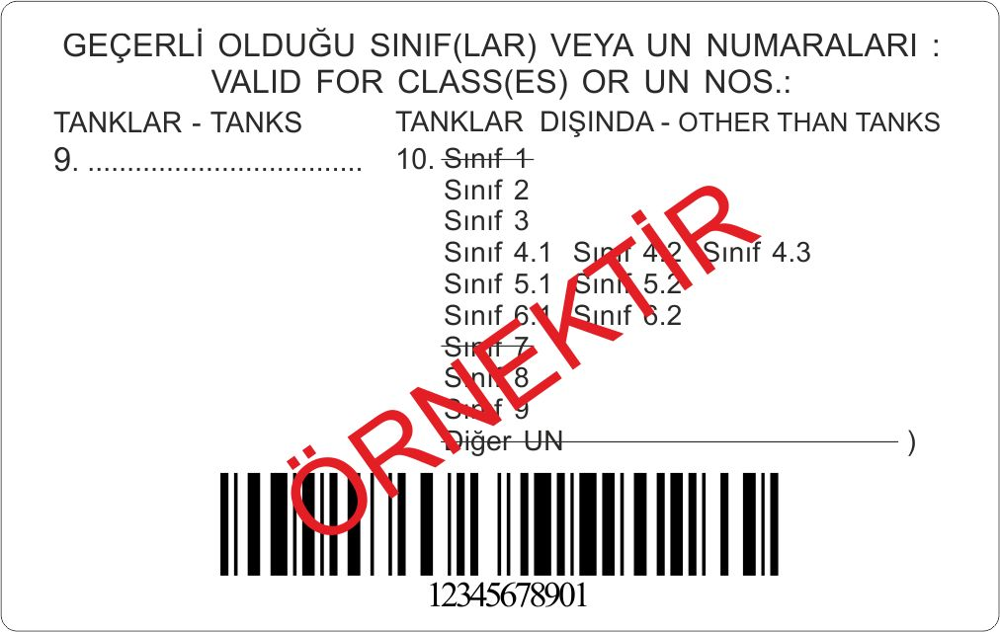 GEÇERLİ OLDUĞU SINIF(LAR) VEYA UN NUMARALARI :
VALID FOR CLASS(ES) OR UN NOS.:
TANKLAR - TANKS
9. ...................................
TANKLAR DIŞINDA - OTHER THAN TANKS
10. Sınıf 1
Sınıf 2
Sınıf 3
Sınıf 4.1 Sınıf 4.2 Sınıf 4.3
Sınıf 5.1 Sınıf 5.2
Sınıf 6.1 Sınıf 6.2
Sınıf 7
Sınıf 8
Sınıf 9
Diğer UN )
ÖRNEKTİR
12345678901